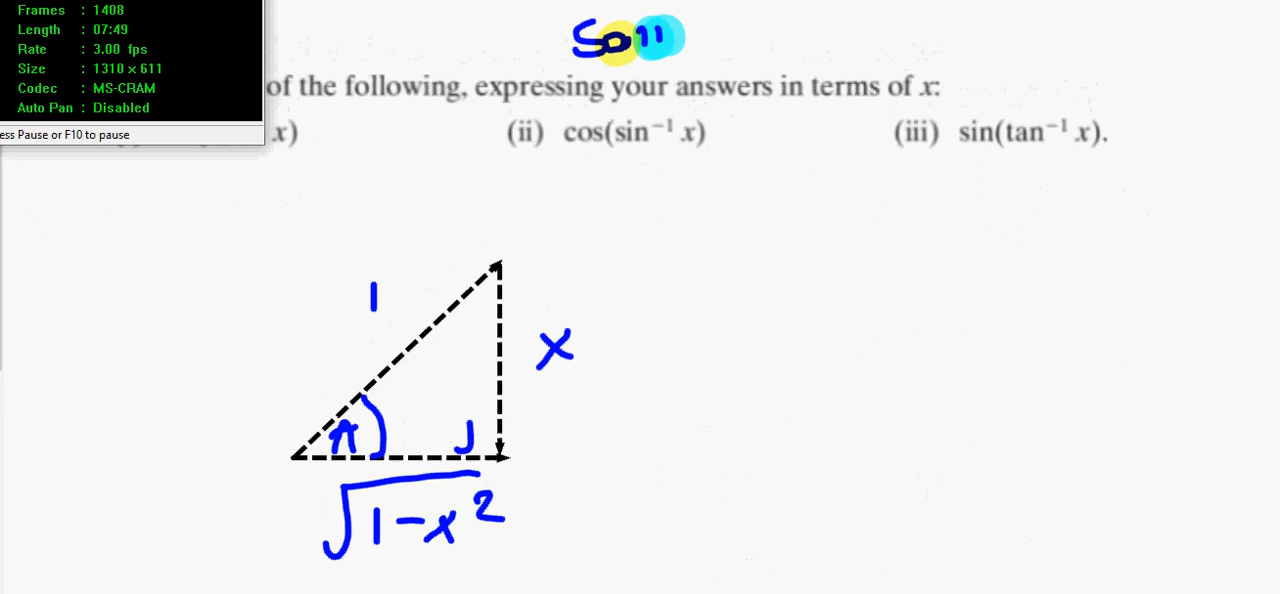 Frames : 1408
Length : 07:49
Rate : 3.00 fps
Size : 1310 × 611
Codec : MS-CRAM
Auto Pan : Disabled
ess Pause or F10 to pause
of the following, expressing your answers in terms of x:
x)
(ii) cos(sin⁻¹ x)
(iii) sin(tan⁻¹ x).
1
x
A
√1-x²